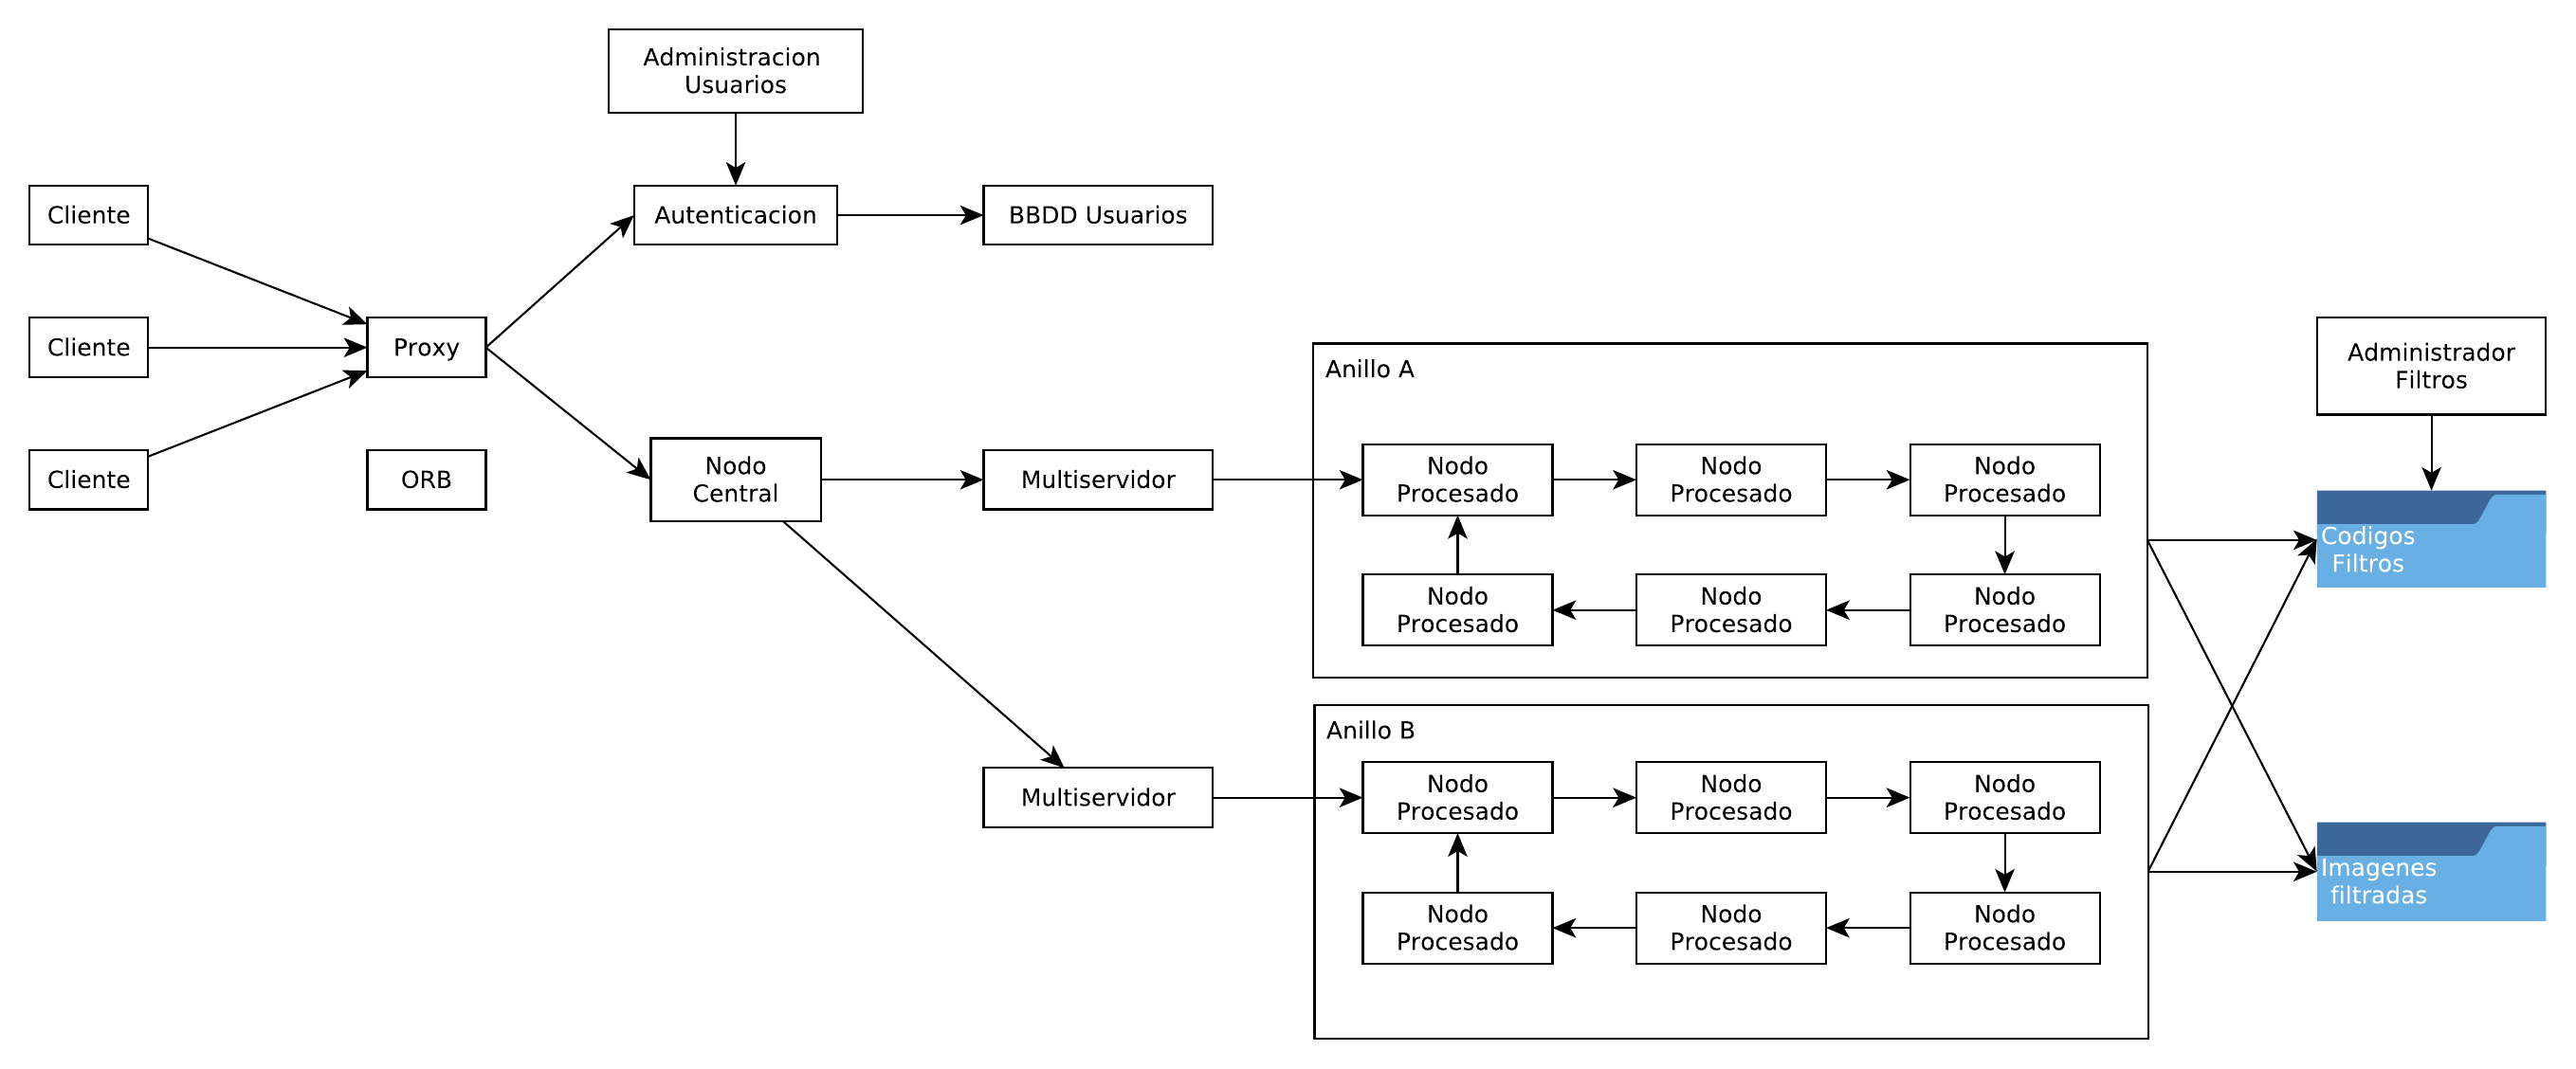 Administracion
Usuarios
Cliente
Autenticacion
BBDD Usuarios
Cliente
Proxy
Cliente
ORB
Nodo
Central
Multiservidor
Anillo A
Nodo
Procesado
Nodo
Procesado
Nodo
Procesado
Nodo
Procesado
Nodo
Procesado
Nodo
Procesado
Administrador
Filtros
Codigos
Filtros
Multiservidor
Anillo B
Nodo
Procesado
Nodo
Procesado
Nodo
Procesado
Nodo
Procesado
Nodo
Procesado
Nodo
Procesado
Imagenes
filtradas